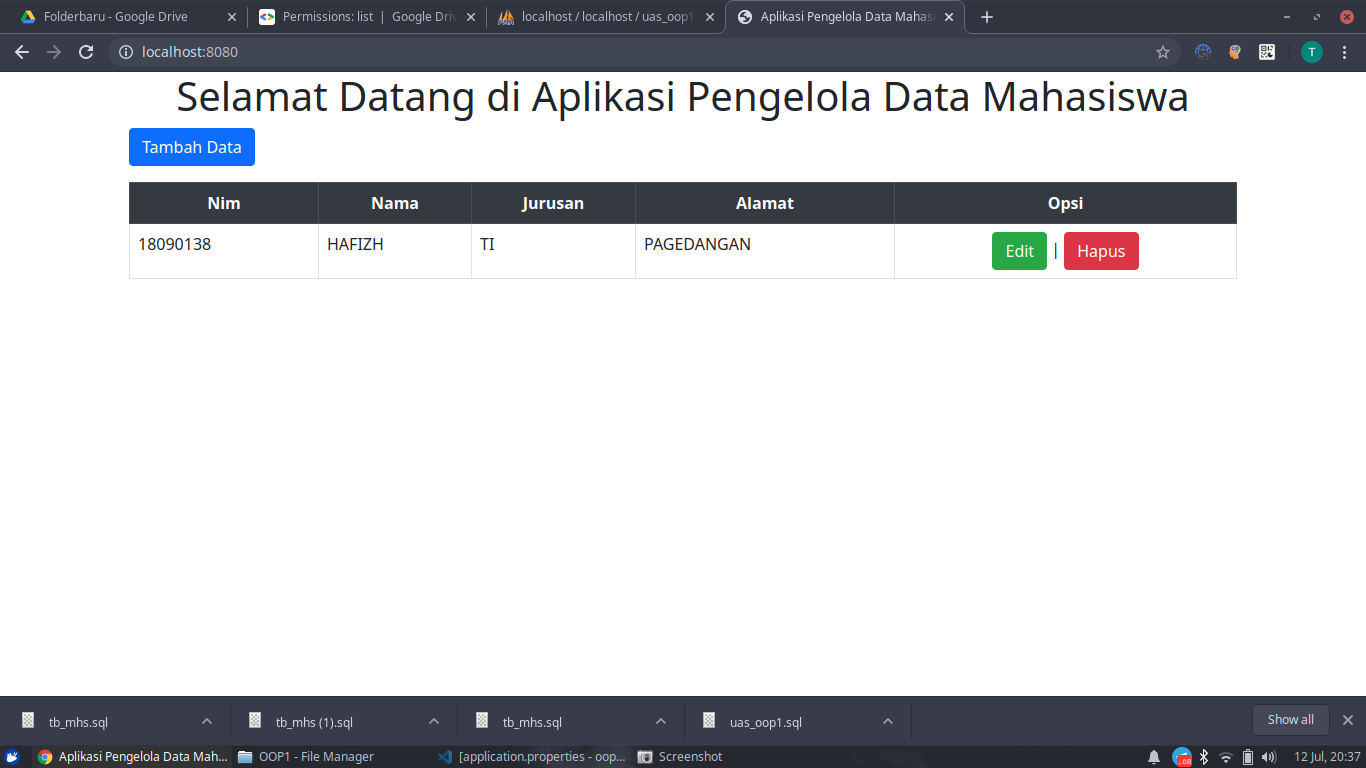 Folderbaru - Google Drive
Permissions: list | Google Driv
localhost / localhost / uas_oop1
Aplikasi Pengelola Data Mahasi
localhost:8080
T
Selamat Datang di Aplikasi Pengelola Data Mahasiswa
Tambah Data
Nim Nama Jurusan Alamat Opsi
18090138 HAFIZH TI PAGEDANGAN Edit | Hapus
tb_mhs.sql
tb_mhs (1).sql
tb_mhs.sql
uas_oop1.sql
Show all
Aplikasi Pengelola Data Mah...
OOP1 - File Manager
[application.properties - oop...
Screenshot
12 Jul, 20:37